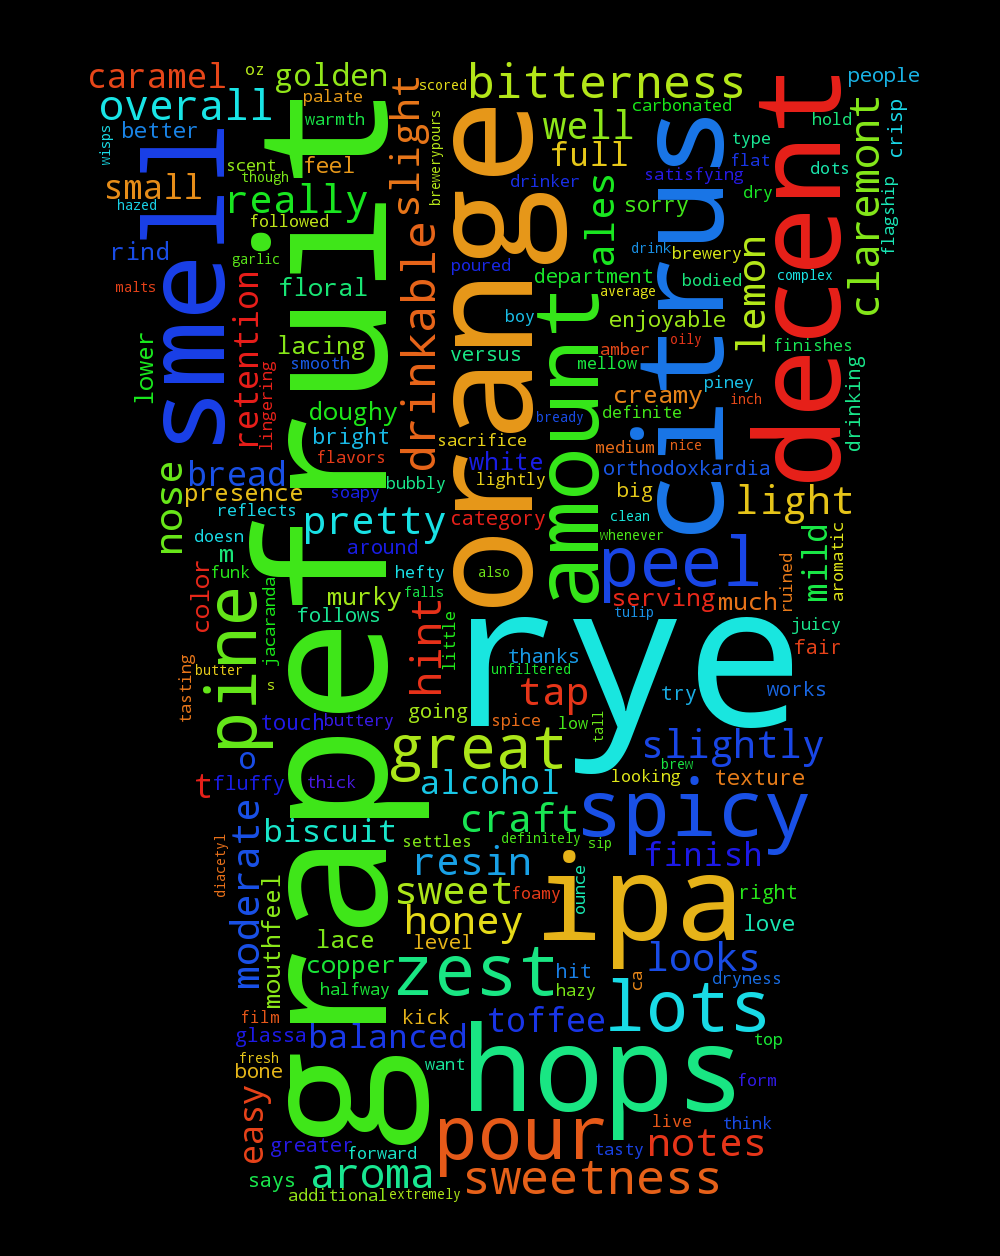 caramel
oz
golden
scored
bitterness
people
overall
palate
carbonated
better
warmth
well
type
hold
crisp
wisps
scent
feel
full
flat
dots
small
though
drinker
satisfying
hazed
really
slight
brewerypours
ales
sorry
dry
claremont
flagship
smell
followed
rind
garlic
poured
drink
brewery
malts
floral
department
bodied
complex
lemon
average
boy
enjoyable
retention
lacing
smooth
drinkable
versus
amber
oily
finishes
lower
lingering
mellow
piney
creamy
inch
doughy
orange
amount
citrus
decent
drinking
bready
definite
bright
sacrifice
medium
nice
flavors
white
bread
orthodoxkardia
nose
presence
soapy
bubbly
lightly
big
light
reflects
pretty
category
clean
doesn
m
around
whenever
mild
aromatic
funk
hefty
also
peel
color
jacaranda
murky
falls
serving
much
ruined
follows
tulip
juicy
hint
little
rye
fair
thanks
tasting
butter
unfiltered
pine
s
tap
try
works
going
touch
buttery
spice
low
tall
great
slightly
o
brew
t
fluffy
thick
alcohol
looking
texture
grapefruit
craft
spicy
biscuit
settles
definitely
sip
diacetyl
moderate
resin
finish
mouthfeel
sweet
foamy
ounce
ipa
right
honey
love
lace
level
copper
zest
hit
looks
ca
dryness
halfway
hazy
film
kick
toffee
lots
glassa
balanced
top
fresh
bone
want
hops
form
easy
greater
forward
pour
live
think
tasty
notes
says
aroma
sweetness
additional
extremely